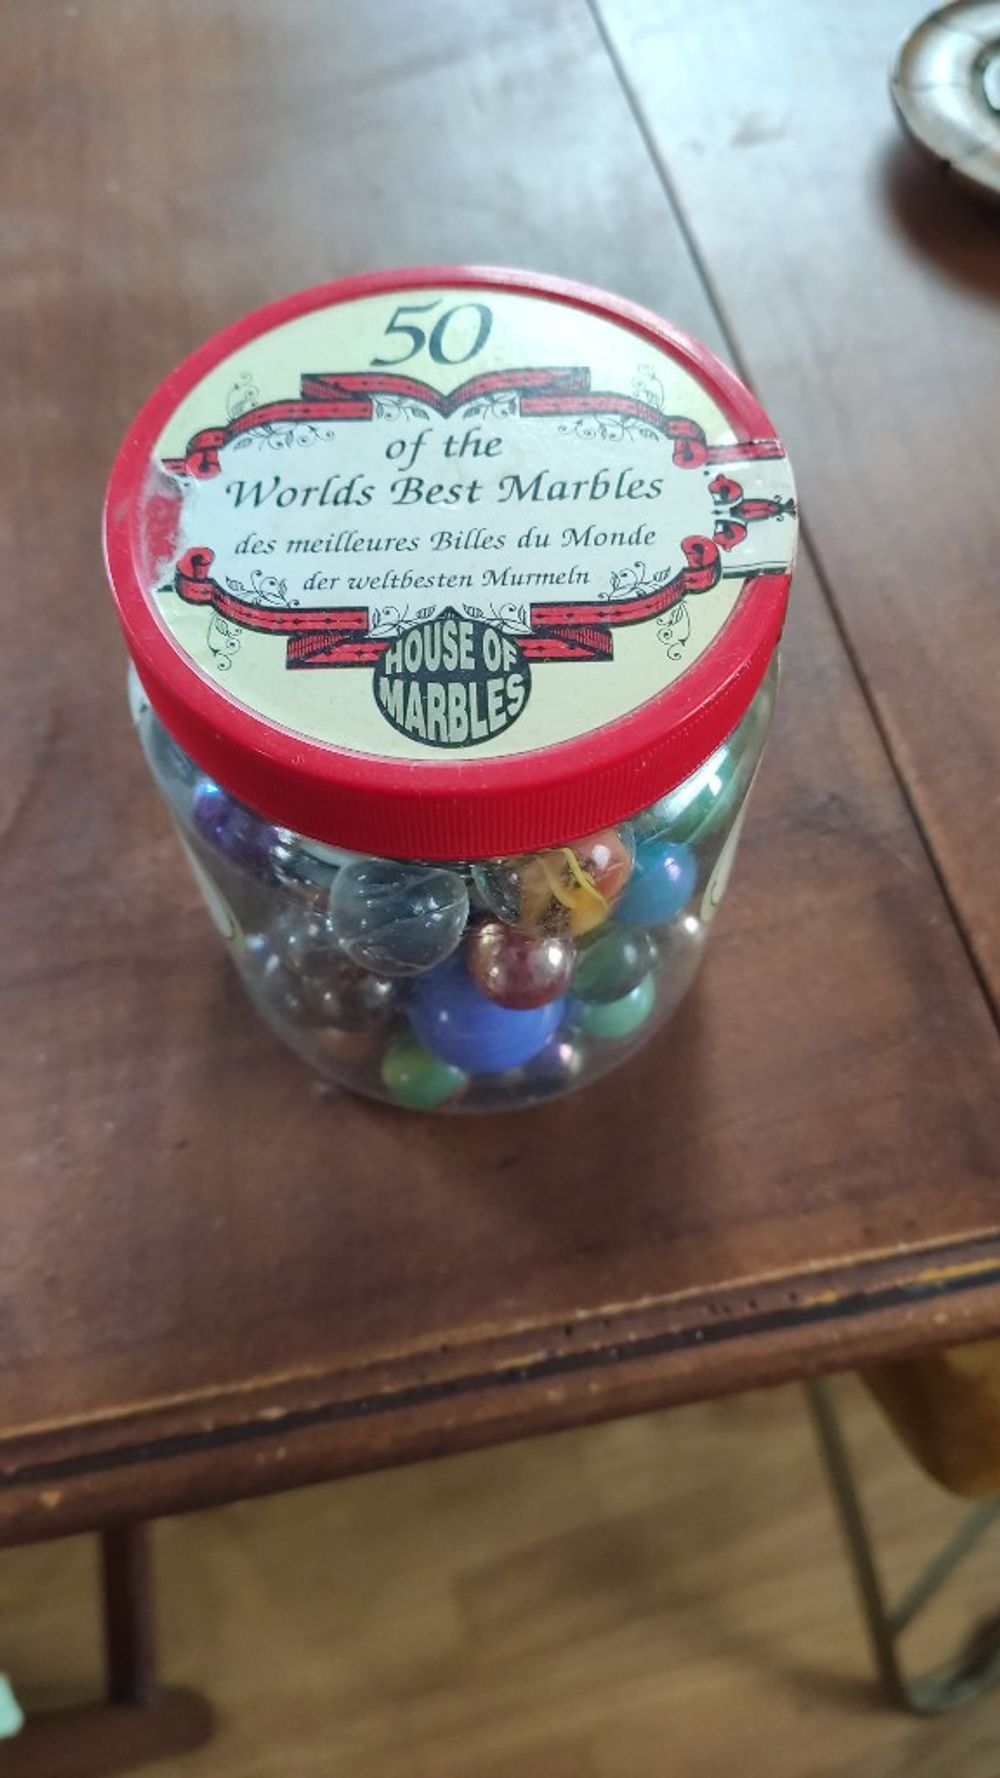 50
of the
Worlds Best Marbles
des meilleures Billes du Monde
der weltbesten Murmeln
HOUSE OF
MARBLES